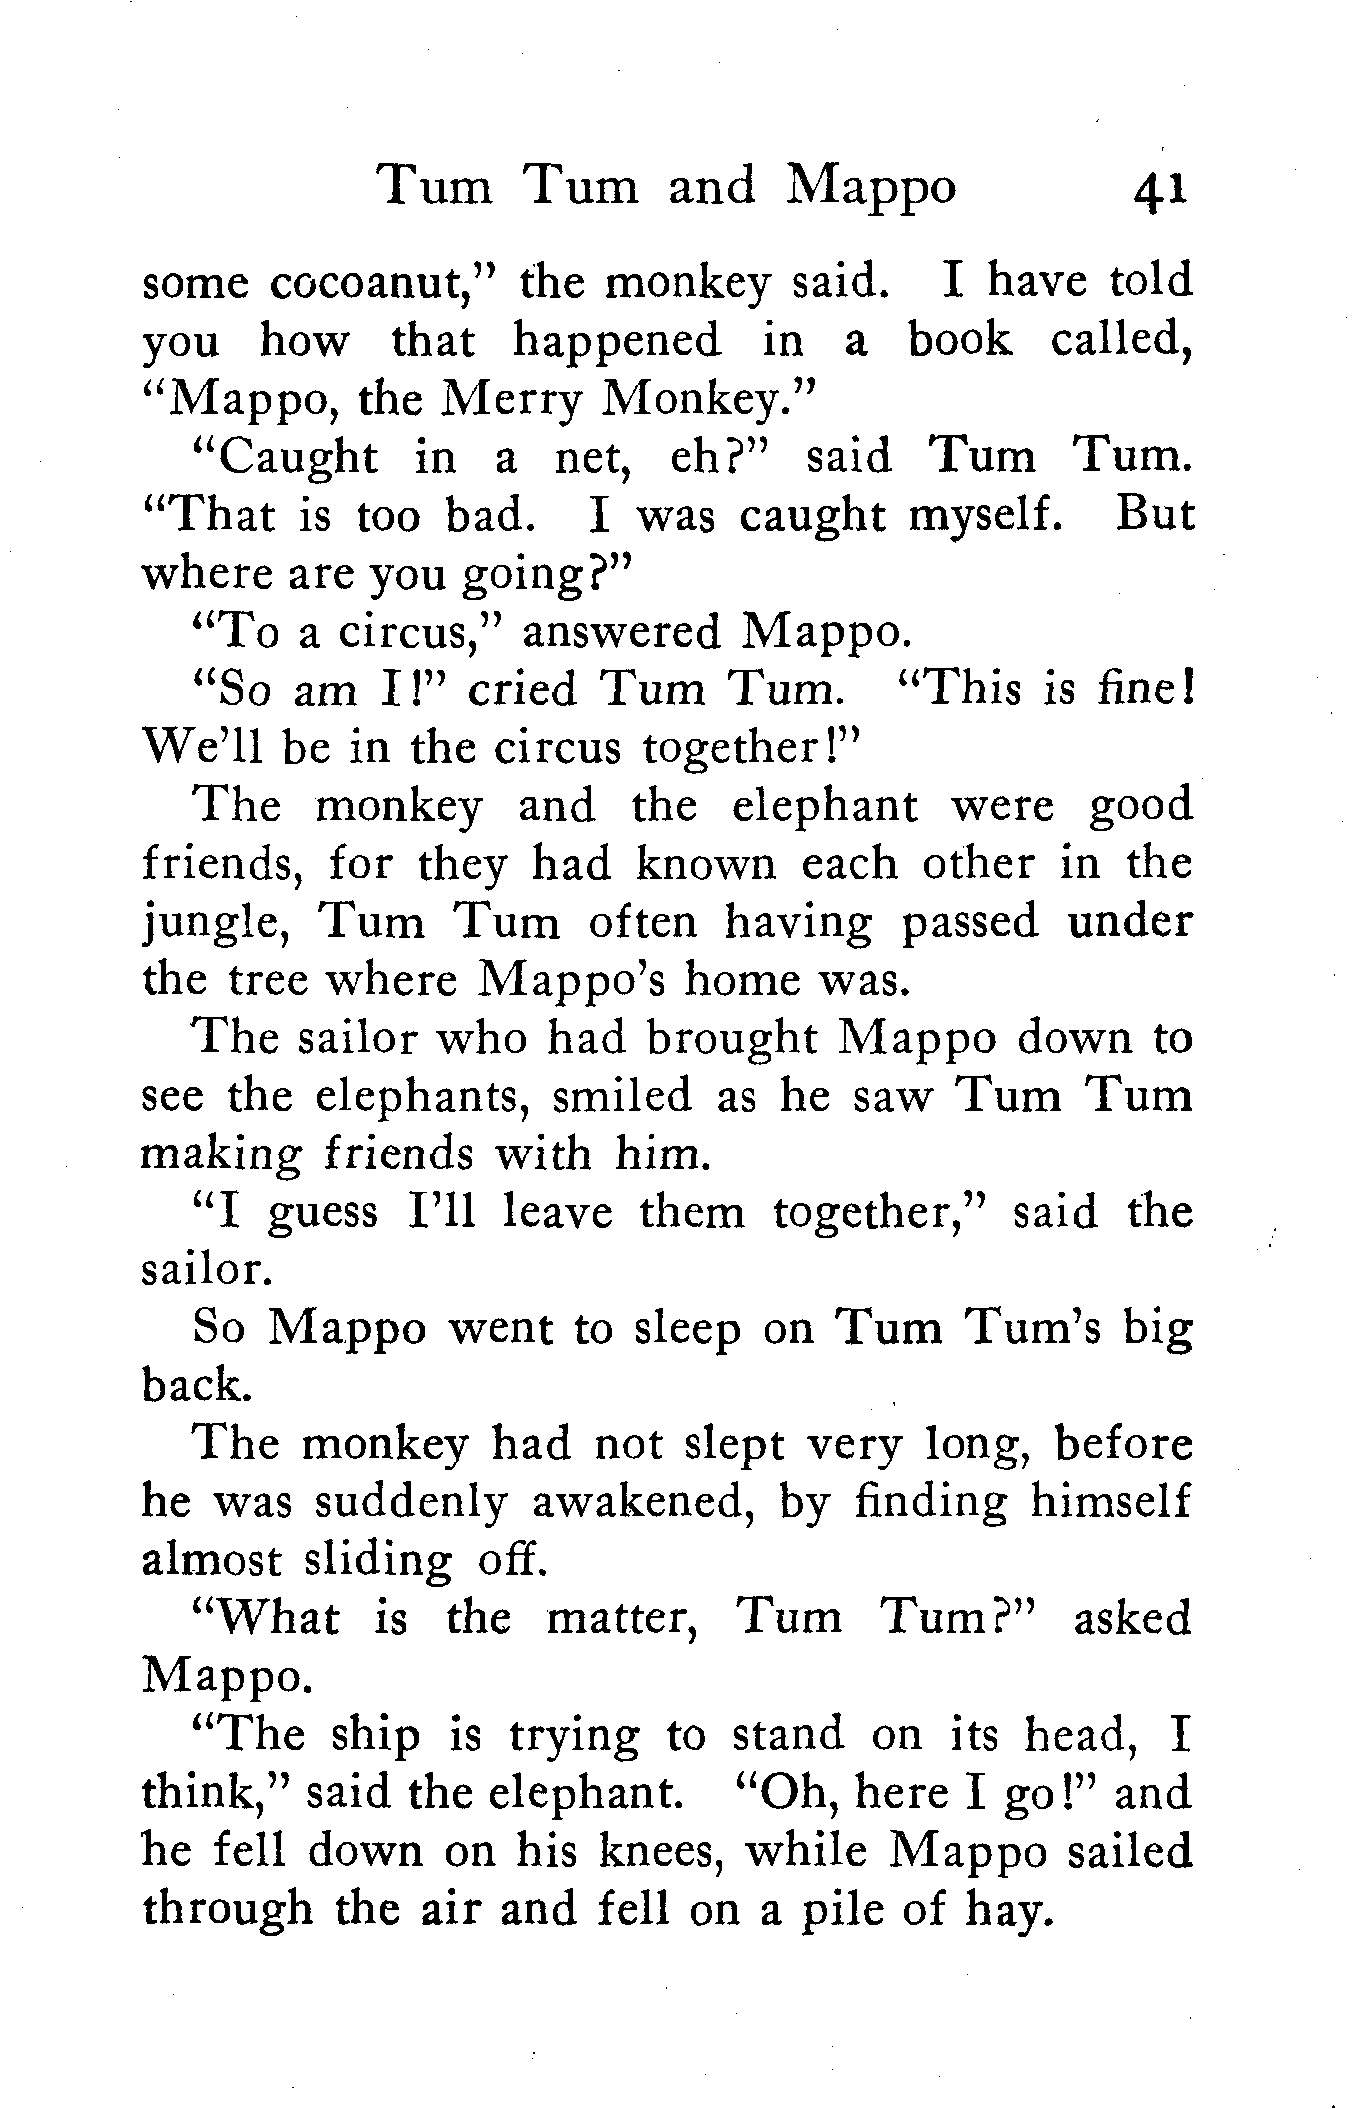 Tum Tum and Mappo 41
some cocoanut," the monkey said. I have told
you how that happened in a book called,
"Mappo, the Merry Monkey."
"Caught in a net, eh?" said Tum Tum.
"That is too bad. I was caught myself. But
where are you going?"
"To a circus," answered Mappo.
"So am I!" cried Tum Tum. "This is fine!
We'll be in the circus together!"
The monkey and the elephant were good
friends, for they had known each other in the
jungle, Tum Tum often having passed under
the tree where Mappo's home was.
The sailor who had brought Mappo down to
see the elephants, smiled as he saw Tum Tum
making friends with him.
"I guess I'll leave them together," said the
sailor.
So Mappo went to sleep on Tum Tum's big
back.
The monkey had not slept very long, before
he was suddenly awakened, by finding himself
almost sliding off.
"What is the matter, Tum Tum?" asked
Mappo.
"The ship is trying to stand on its head, I
think," said the elephant. "Oh, here I go!" and
he fell down on his knees, while Mappo sailed
through the air and fell on a pile of hay.